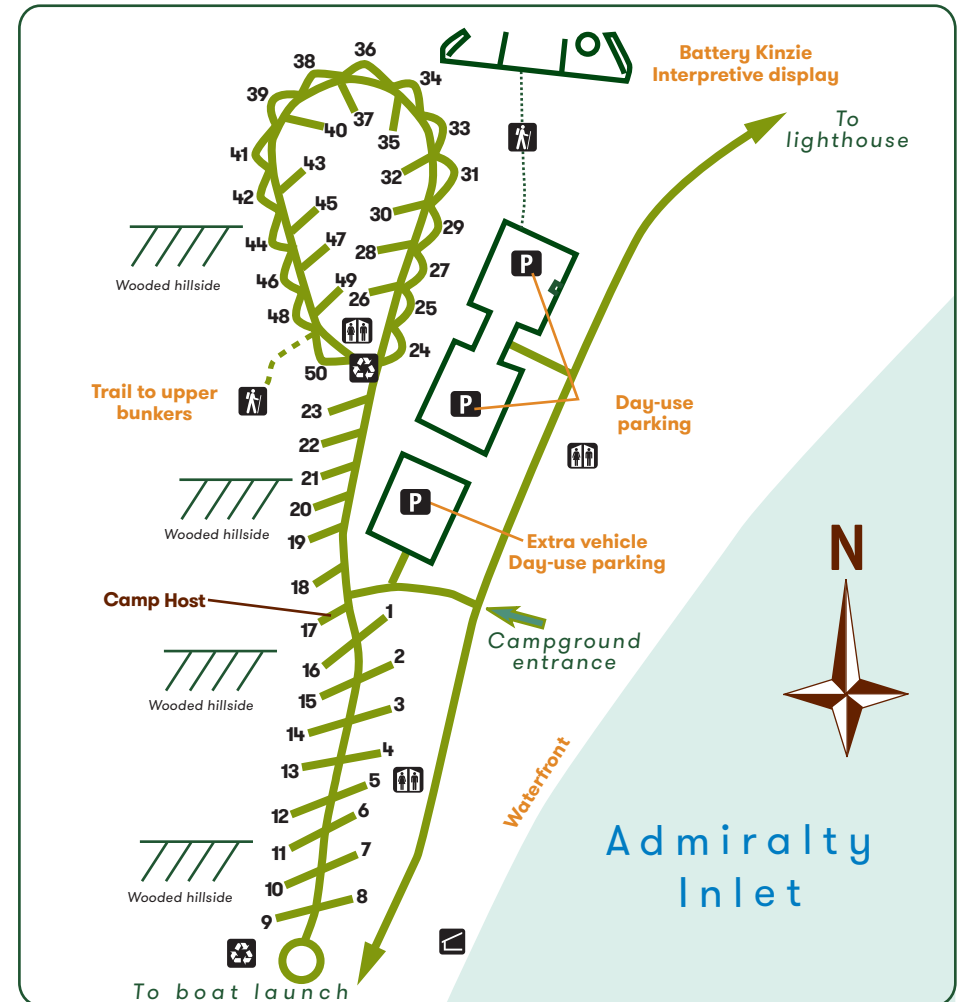 Battery Kinzie
Interpretive display
To
lighthouse
36
38
34
39
37
40
35
33
41
43
32
31
42
45
30
29
44
47
28
27
46
49
26
25
48
24
50
Wooded hillside
P
P
Trail to upper
bunkers
Day-use
parking
23
22
21
20
19
18
17
Wooded hillside
P
Extra vehicle
Day-use parking
N
Camp Host
Campground
entrance
1
16
2
15
3
14
4
13
5
12
6
11
7
10
8
9
Wooded hillside
Wooded hillside
Waterfront
Admiralty
Inlet
To boat launch